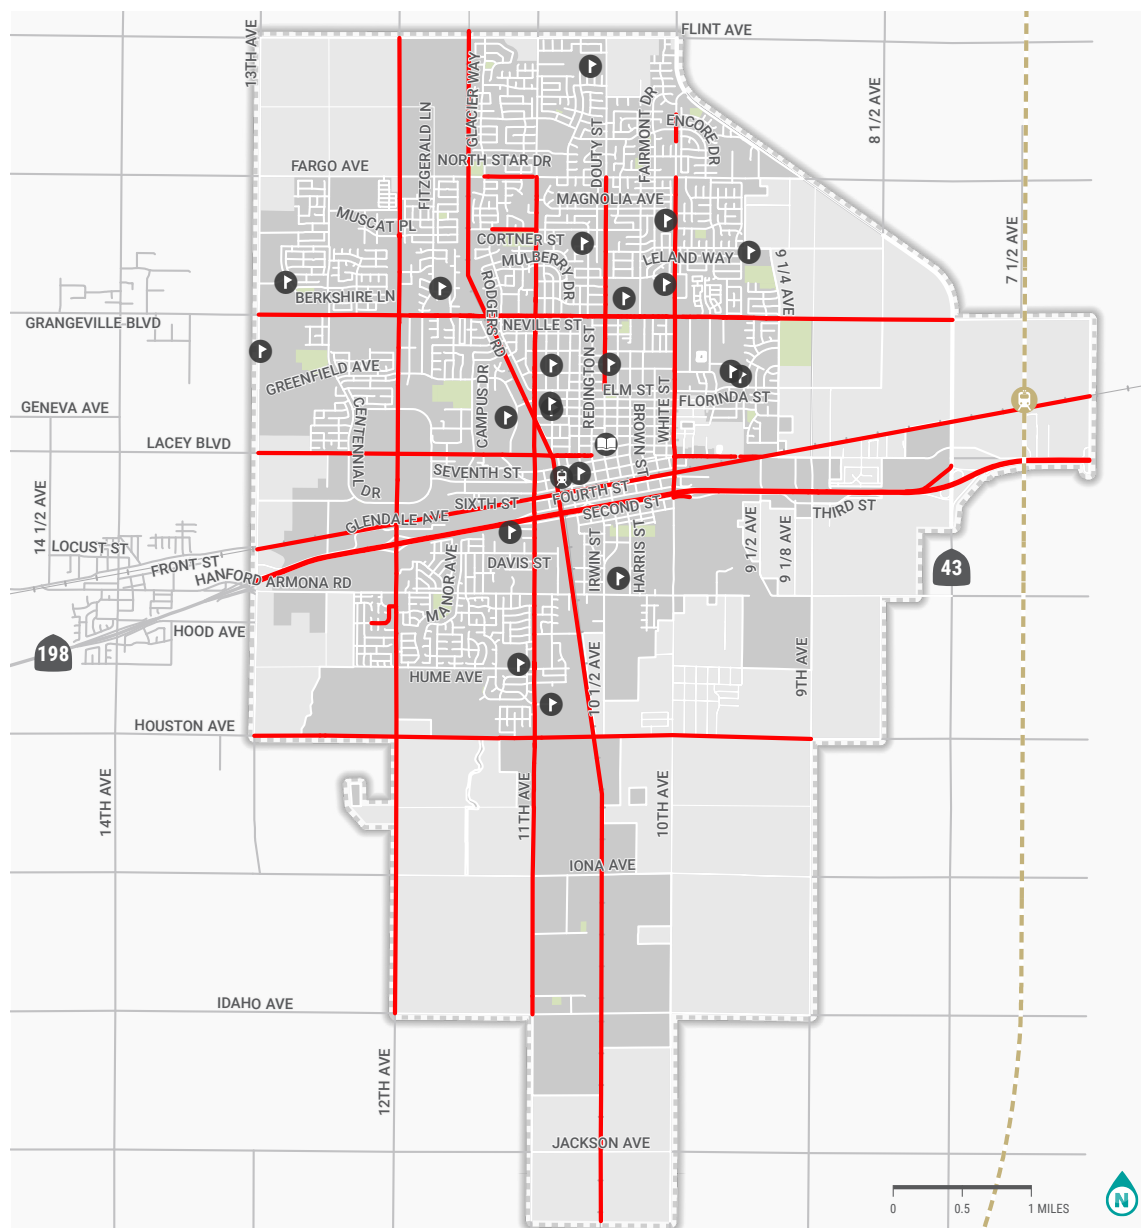 FLINT AVE
13TH AVE
GLACIER WAY
8 1/2 AVE
FITZGERALD LN
DOUTY ST
FAIRMONT DR
ENCORE DR
FARGO AVE
NORTH STAR DR
MAGNOLIA AVE
MUSCAT PL
CORTNER ST
MULBERRY DR
LELAND WAY
9 1/4 AVE
7 1/2 AVE
BERKSHIRE LN
RODGERS RD
GRANGEVILLE BLVD
NEVILLE ST
REDINGTON ST
GREENFIELD AVE
CAMPUS DR
ELM ST
FLORINDA ST
GENEVA AVE
CENTENNIAL DR
BROWN ST
WHITE ST
LACEY BLVD
SEVENTH ST
14 1/2 AVE
SIXTH ST
FOURTH ST
GLENDALE AVE
SECOND ST
THIRD ST
LOCUST ST
FRONT ST
HANFORD ARMONA RD
DAVIS ST
IRWIN ST
HARRIS ST
9 1/2 AVE
9 1/8 AVE
43
MANOR AVE
HOOD AVE
198
HUME AVE
10 1/2 AVE
9TH AVE
HOUSTON AVE
14TH AVE
11TH AVE
10TH AVE
IONA AVE
IDAHO AVE
12TH AVE
JACKSON AVE
0 0.5 1 MILES
N